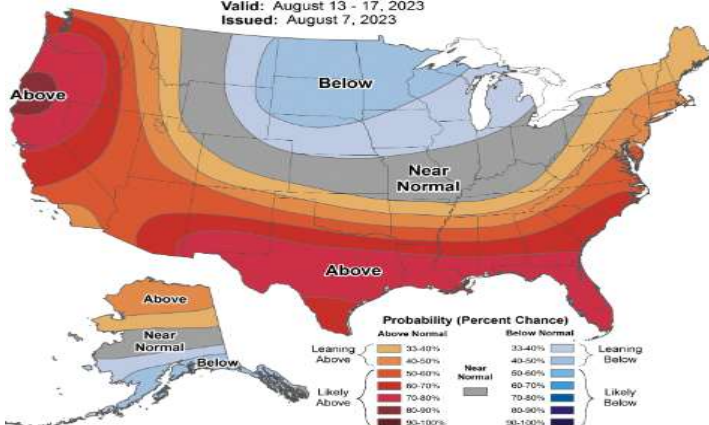 Valid: August 13 - 17, 2023
Issued: August 7, 2023
Below
Above
Near
Normal
Above
Above
Near
Normal
Below
Probability (Percent Chance)
Above Normal
Below Normal
Leaning
Above
33-40%
40-50%
Likely
Above
50-60%
60-70%
70-80%
80-90%
90-100%
Near
Normal
33-40%
40-50%
Leaning
Below
50-60%
60-70%
70-80%
80-90%
90-100%
Likely
Below